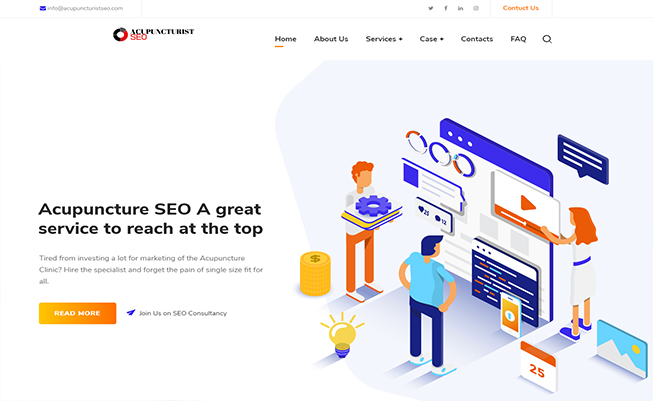 info@acupuncturistseo.com
Contuct Us
ACUPUNCTURIST
SEO
Home About Us Services + Case + Contacts FAQ
Acupuncture SEO A great
service to reach at the top
Tired from investing a lot for marketing of the Acupuncture
Clinic? Hire the specialist and forget the pain of single size fit for
all.
READ MORE
Join Us on SEO Consultancy
25
12
$
25